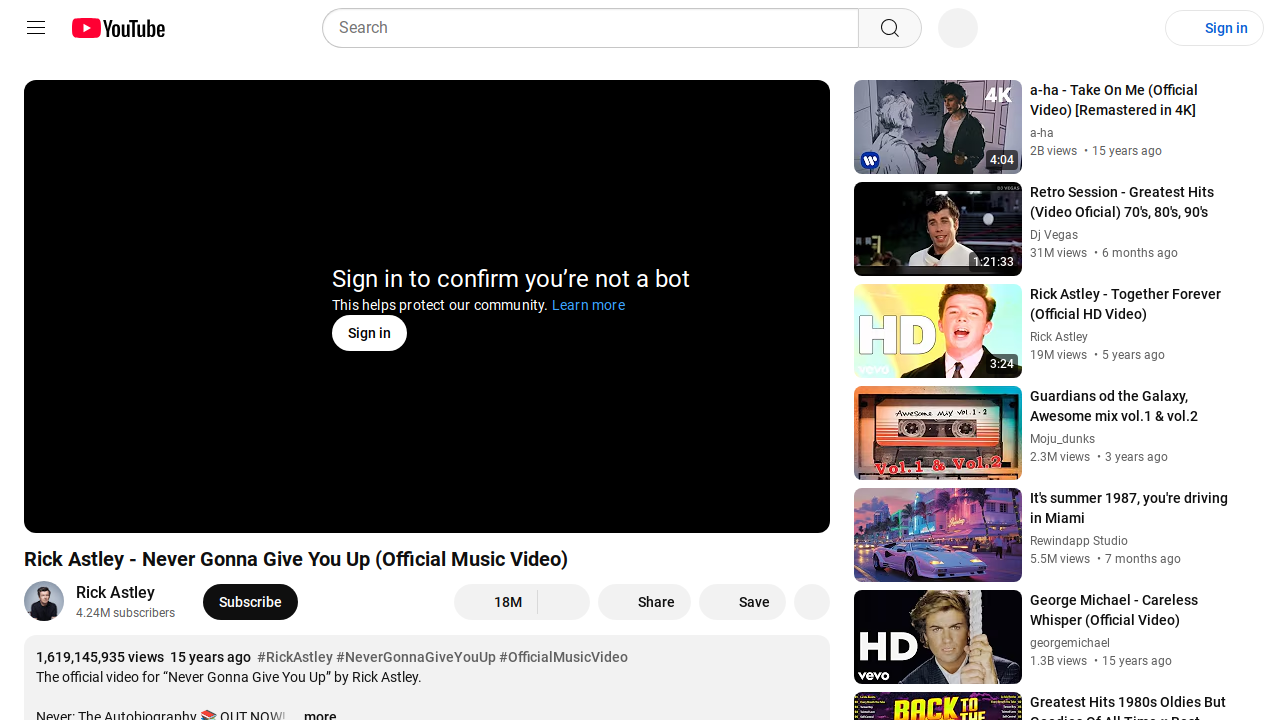 YouTube
Search
Sign in
Sign in to confirm you’re not a bot
This helps protect our community. Learn more
Sign in
Rick Astley - Never Gonna Give You Up (Official Music Video)
Rick Astley
4.24M subscribers
Subscribe
18M
Share
Save
1,619,145,935 views 15 years ago #RickAstley #NeverGonnaGiveYouUp #OfficialMusicVideo
The official video for “Never Gonna Give You Up” by Rick Astley.
Never: The Autobiography 📚 OUT NOW!
...more
4K
4:04
a-ha - Take On Me (Official
Video) [Remastered in 4K]
a-ha
2B views • 15 years ago
DJ VEGAS
1:21:33
Retro Session - Greatest Hits
(Video Oficial) 70's, 80's, 90's
Dj Vegas
31M views • 6 months ago
HD
vevo
3:24
Rick Astley - Together Forever
(Official HD Video)
Rick Astley
19M views • 5 years ago
Awesome Mix Vol.1-2
Vol.1 & Vol.2
Guardians od the Galaxy,
Awesome mix vol.1 & vol.2
Moju_dunks
2.3M views • 3 years ago
It's summer 1987, you're driving
in Miami
Rewindapp Studio
5.5M views • 7 months ago
HD
vevo
George Michael - Careless
Whisper (Official Video)
georgemichael
1.3B views • 15 years ago
BACK TO THE
Greatest Hits 1980s Oldies But